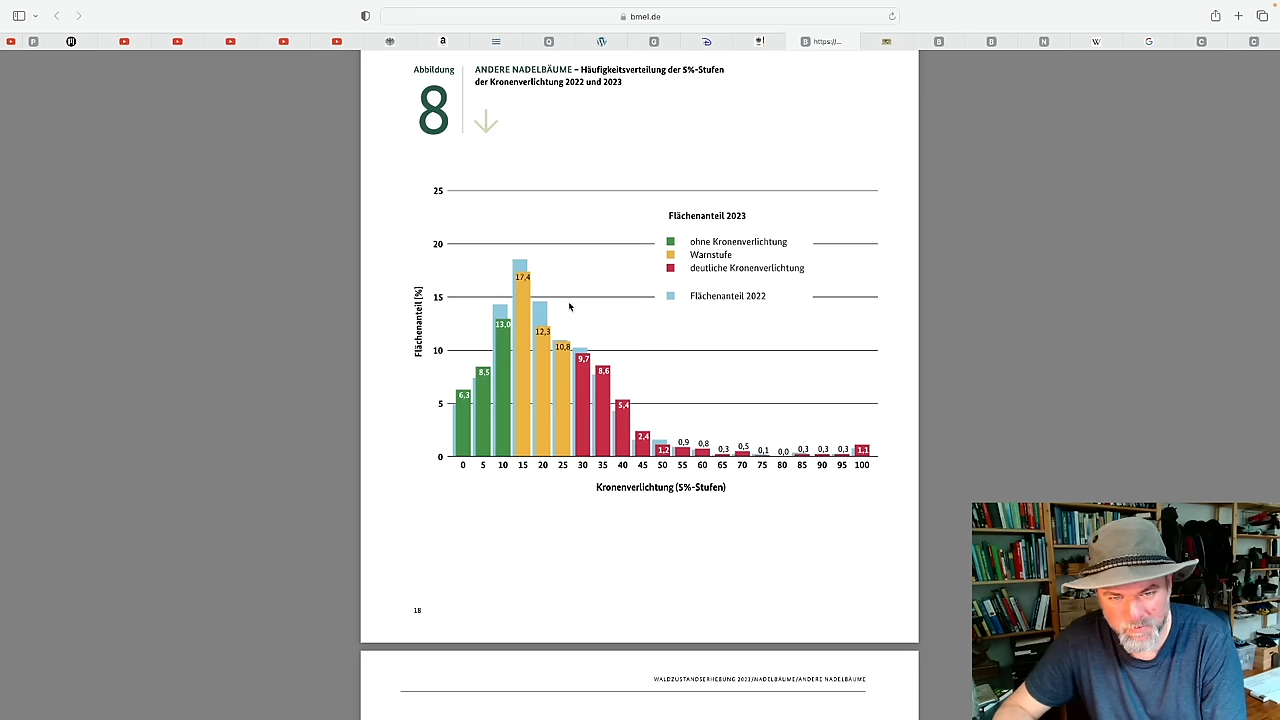 bmel.de
https://...
Abbildung
8
ANDERE NADELBÄUME – Häufigkeitsverteilung der 5%-Stufen
der Kronenverlichtung 2022 und 2023
Flächenanteil [%]
25
20
15
10
5
0
Flächenanteil 2023
ohne Kronenverlichtung
Warnstufe
deutliche Kronenverlichtung
Flächenanteil 2022
6,3 8,5 13,0 17,4 12,3 10,8 9,7 8,6 5,4 2,4 1,2 0,9 0,8 0,3 0,5 0,1 0,0 0,3 0,3 0,3 1,1
0 5 10 15 20 25 30 35 40 45 50 55 60 65 70 75 80 85 90 95 100
Kronenverlichtung (5%-Stufen)
18
WALDZUSTANDSERHEBUNG 2023/NADELBÄUME/ANDERE NADELBÄUME